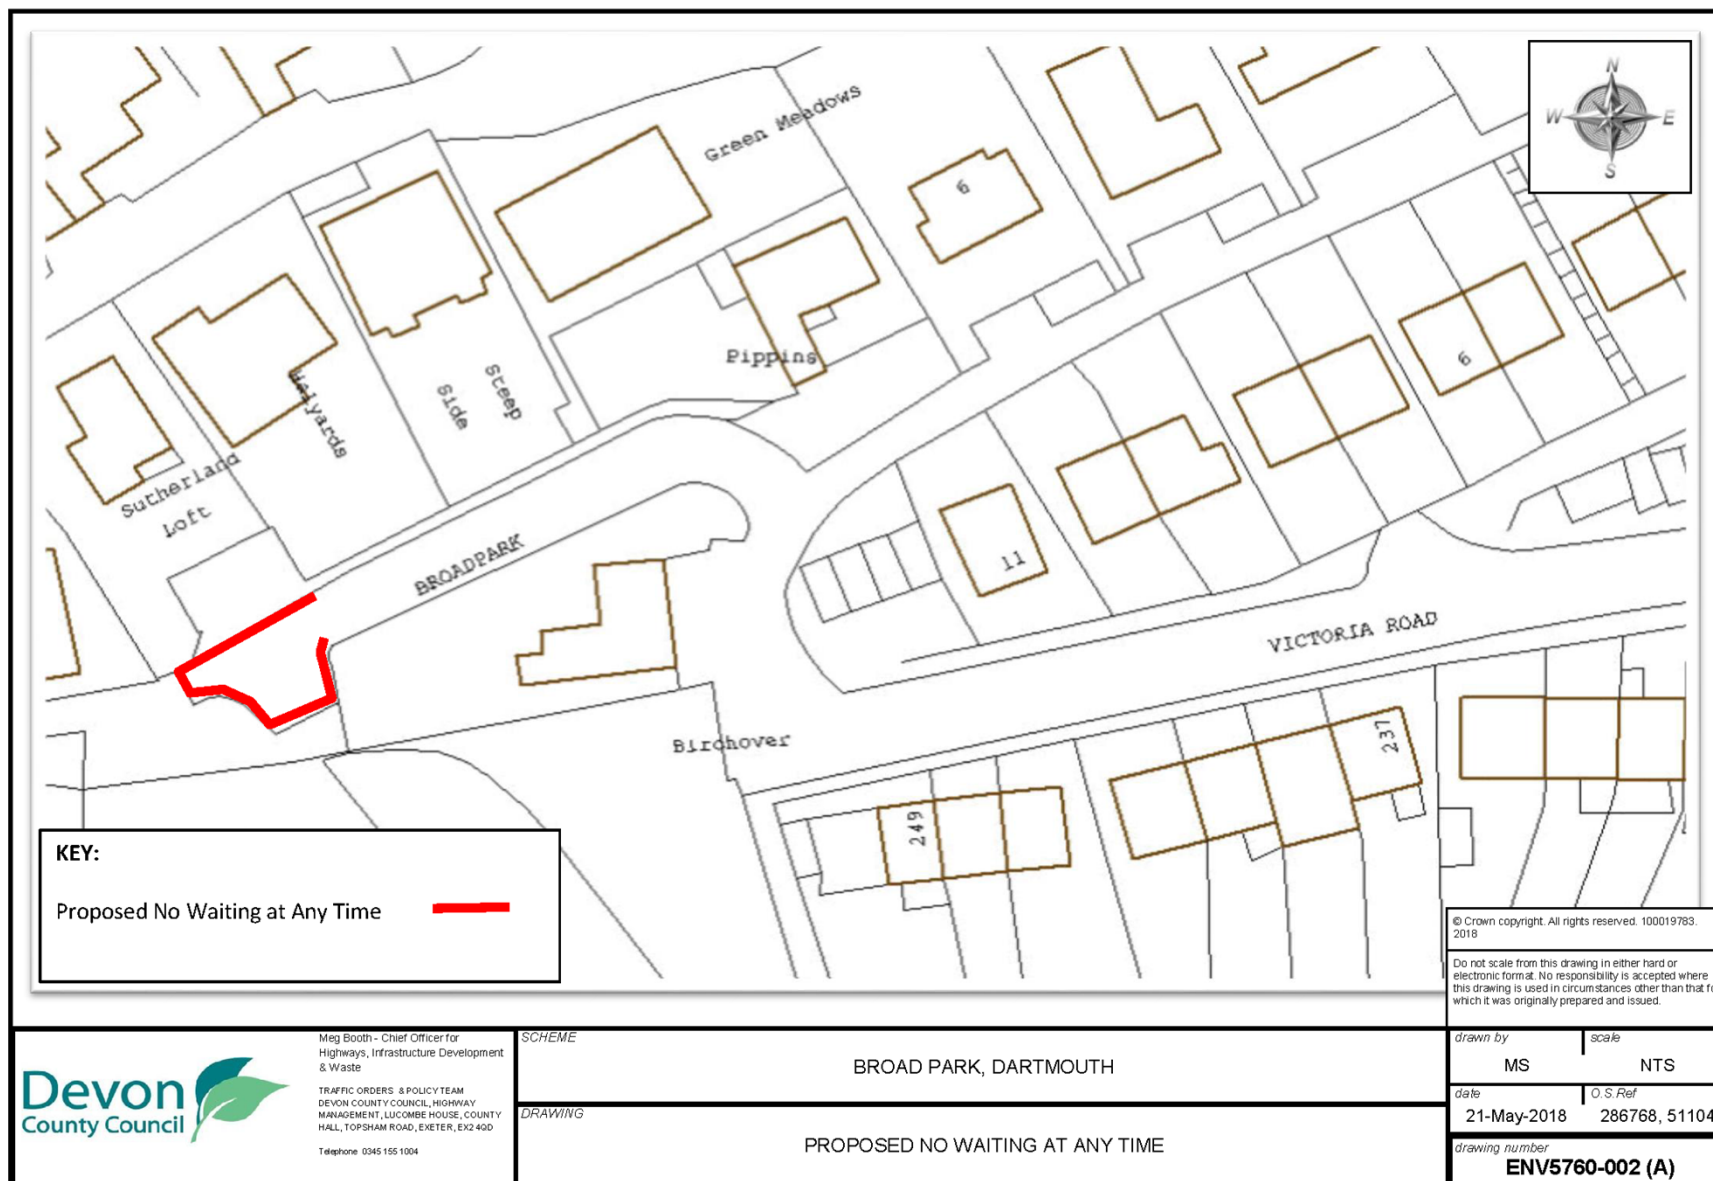 N
W E
S
Green Meadows
6
Pippins
Steep
Side
Halyards
Sutherland
Loft
BROADPARK
6
11
VICTORIA ROAD
Birchover
237
249
KEY:
Proposed No Waiting at Any Time
© Crown copyright. All rights reserved. 100019783.
2018
Do not scale from this drawing in either hard or
electronic format. No responsibility is accepted where
this drawing is used in circumstances other than that fo
which it was originally prepared and issued.
Devon
County Council
Meg Booth - Chief Officer for
Highways, Infrastructure Development
& Waste
TRAFFIC ORDERS & POLICY TEAM
DEVON COUNTY COUNCIL, HIGHWAY
MANAGEMENT, LUCOMBE HOUSE, COUNTY
HALL, TOPSHAM ROAD, EXETER, EX2 4QD
Telephone 0345 155 1004
SCHEME
BROAD PARK, DARTMOUTH
DRAWING
PROPOSED NO WAITING AT ANY TIME
drawn by scale
MS NTS
date O.S.Ref
21-May-2018 286768, 51104
drawing number
ENV5760-002 (A)